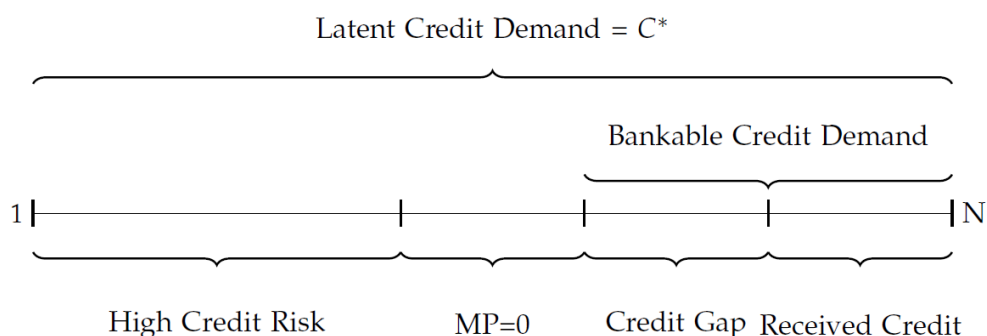 Latent Credit Demand = C*
Bankable Credit Demand
1 N
High Credit Risk MP=0 Credit Gap Received Credit